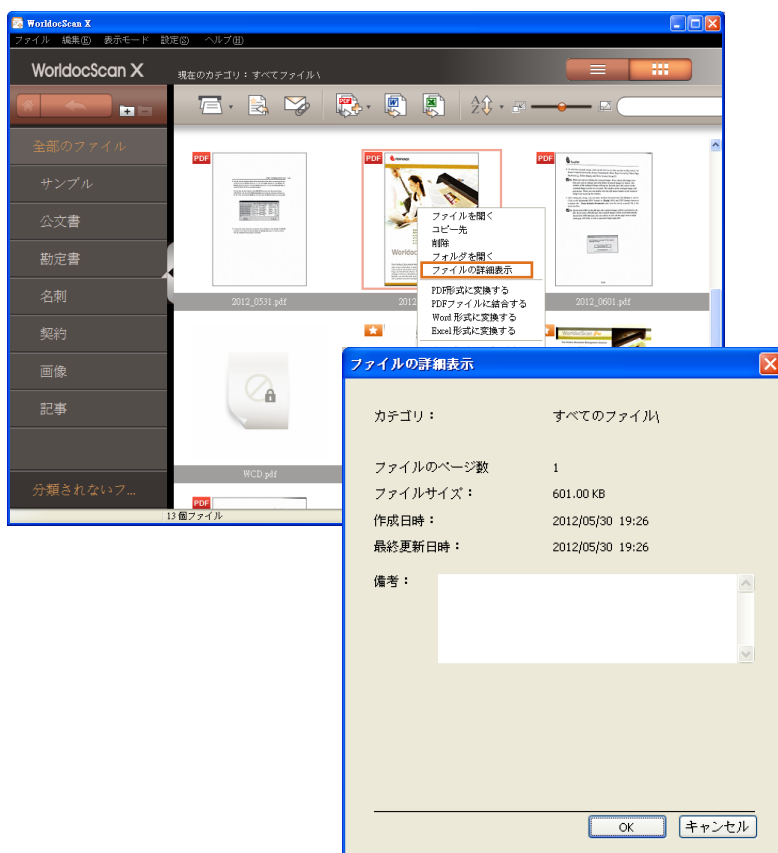 WorldocScan X
ファイル 編集(E) 表示モード 設定(S) ヘルプ(H)
WorldocScan X
現在のカテゴリ：すべてファイル\
全部のファイル
サンプル
公文書
勘定書
名刺
契約
画像
記事
分類されないフ...
PDF
PDF
PDF
2012_0531.pdf
2012
2012_0601.pdf
ファイルを開く
コピー先
削除
フォルダを開く
ファイルの詳細表示
PDF形式に変換する
PDFファイルに結合する
Word 形式に変換する
Excel 形式に変換する
WCD.pdf
PDF
13 個ファイル
ファイルの詳細表示
カテゴリ： すべてのファイル\
ファイルのページ数 1
ファイルサイズ： 601.00 KB
作成日時： 2012/05/30 19:26
最終更新日時： 2012/05/30 19:26
備考：
OK キャンセル